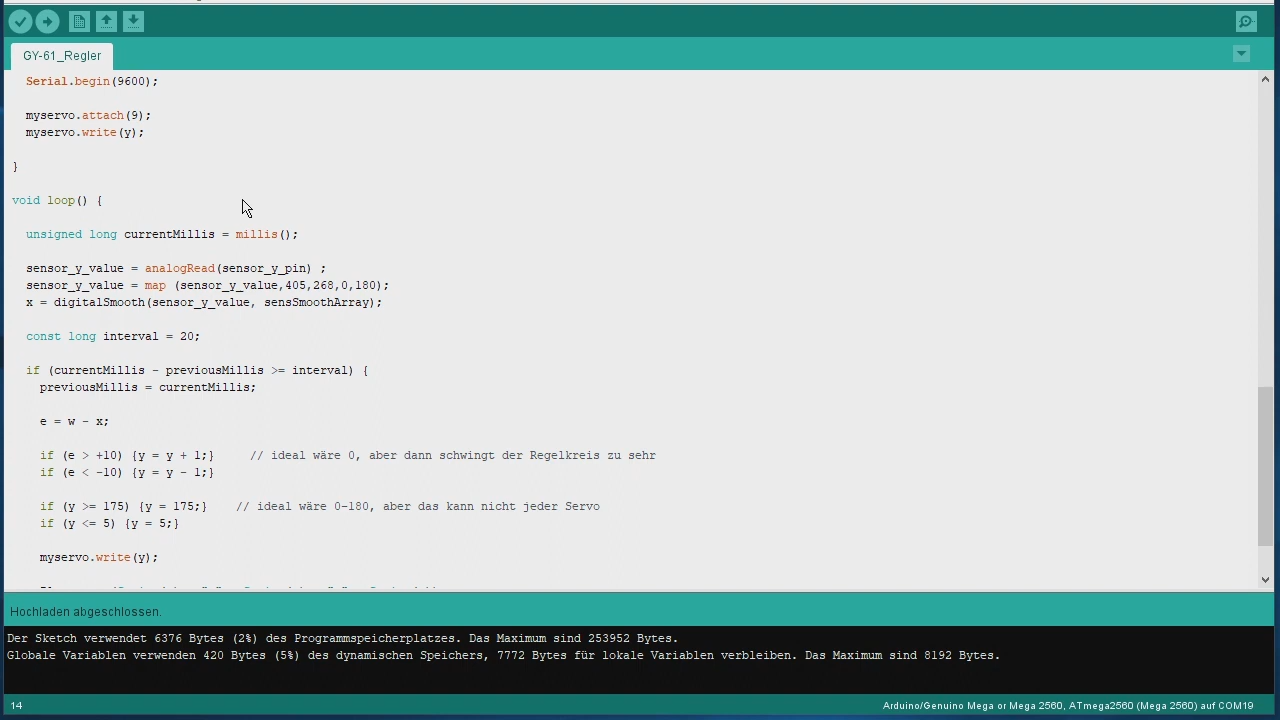 GY-61_Regler
Serial.begin(9600);
myservo.attach(9);
myservo.write(y);
}
void loop() {
unsigned long currentMillis = millis();
sensor_y_value = analogRead(sensor_y_pin) ;
sensor_y_value = map (sensor_y_value,405,268,0,180);
x = digitalSmooth(sensor_y_value, sensSmoothArray);
const long interval = 20;
if (currentMillis - previousMillis >= interval) {
previousMillis = currentMillis;
e = w - x;
if (e > +10) {y = y + 1;}     // ideal wäre 0, aber dann schwingt der Regelkreis zu sehr
if (e < -10) {y = y - 1;}
if (y >= 175) {y = 175;}    // ideal wäre 0-180, aber das kann nicht jeder Servo
if (y <= 5) {y = 5;}
myservo.write(y);
Hochladen abgeschlossen.
Der Sketch verwendet 6376 Bytes (2%) des Programmspeicherplatzes. Das Maximum sind 253952 Bytes.
Globale Variablen verwenden 420 Bytes (5%) des dynamischen Speichers, 7772 Bytes für lokale Variablen verbleiben. Das Maximum sind 8192 Bytes.
14 Arduino/Genuino Mega or Mega 2560, ATmega2560 (Mega 2560) auf COM19